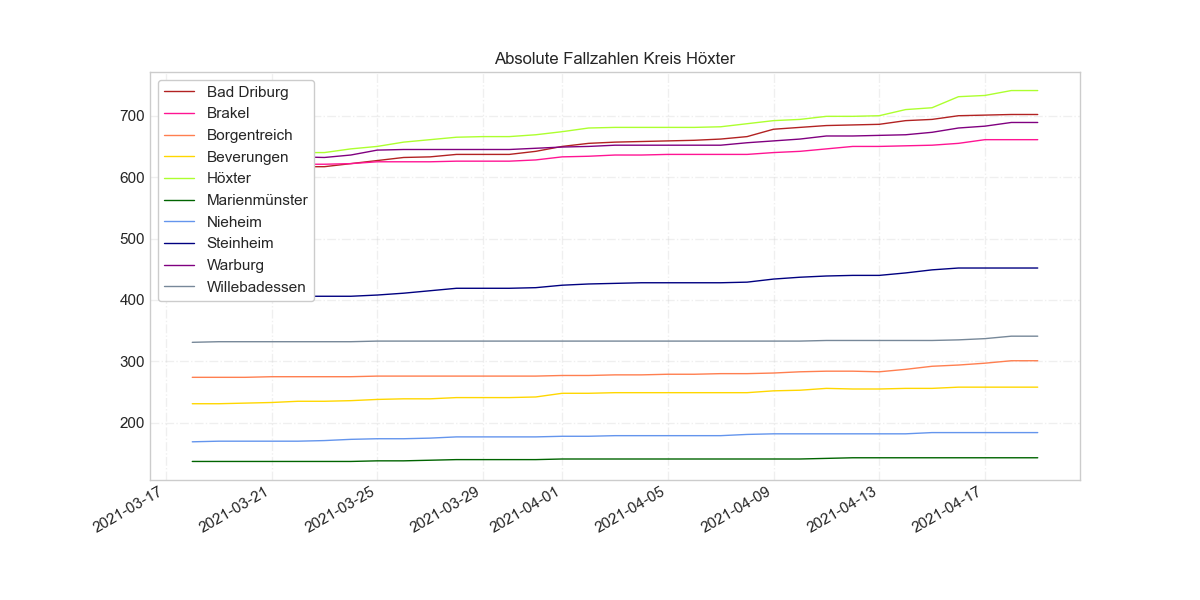 Absolute Fallzahlen Kreis Höxter
Bad Driburg
Brakel
Borgentreich
Beverungen
Höxter
Marienmünster
Nieheim
Steinheim
Warburg
Willebadessen
700
600
500
400
300
200
2021-03-17
2021-03-21
2021-03-25
2021-03-29
2021-04-01
2021-04-05
2021-04-09
2021-04-13
2021-04-17